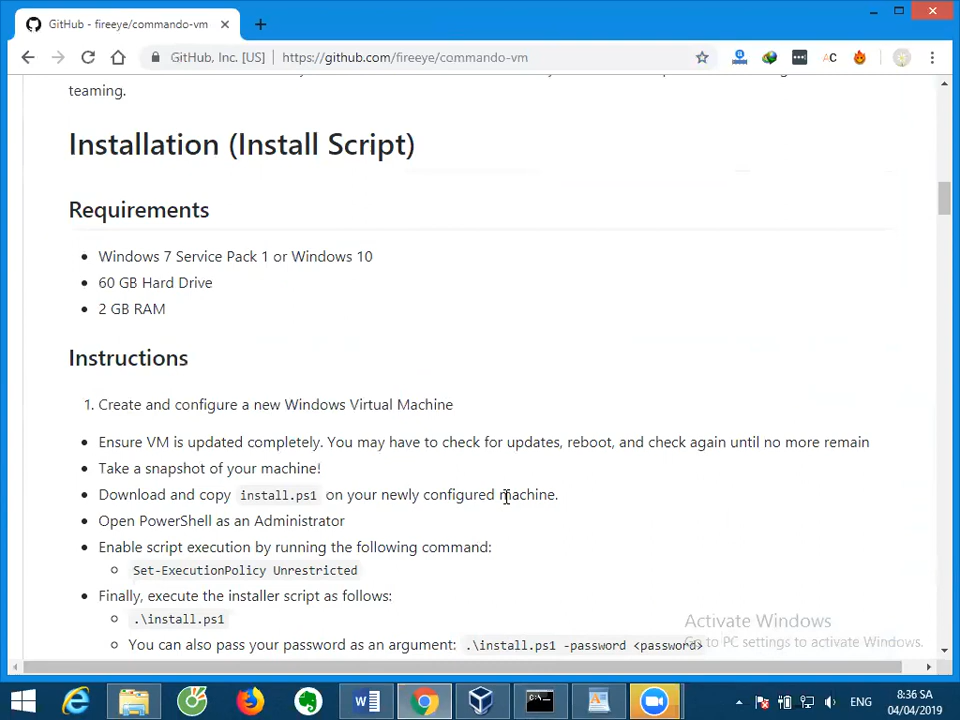 GitHub - fireeye/commando-vm
GitHub, Inc. [US]
https://github.com/fireeye/commando-vm
AC
teaming.
Installation (Install Script)
Requirements
Windows 7 Service Pack 1 or Windows 10
60 GB Hard Drive
2 GB RAM
Instructions
1. Create and configure a new Windows Virtual Machine
Ensure VM is updated completely. You may have to check for updates, reboot, and check again until no more remain
Take a snapshot of your machine!
Download and copy install.ps1 on your newly configured machine.
Open PowerShell as an Administrator
Enable script execution by running the following command:
Set-ExecutionPolicy Unrestricted
Finally, execute the installer script as follows:
.\install.ps1
You can also pass your password as an argument: .\install.ps1 -password <password>
Activate Windows
Go to PC settings to activate Windows.
ENG
8:36 SA
04/04/2019